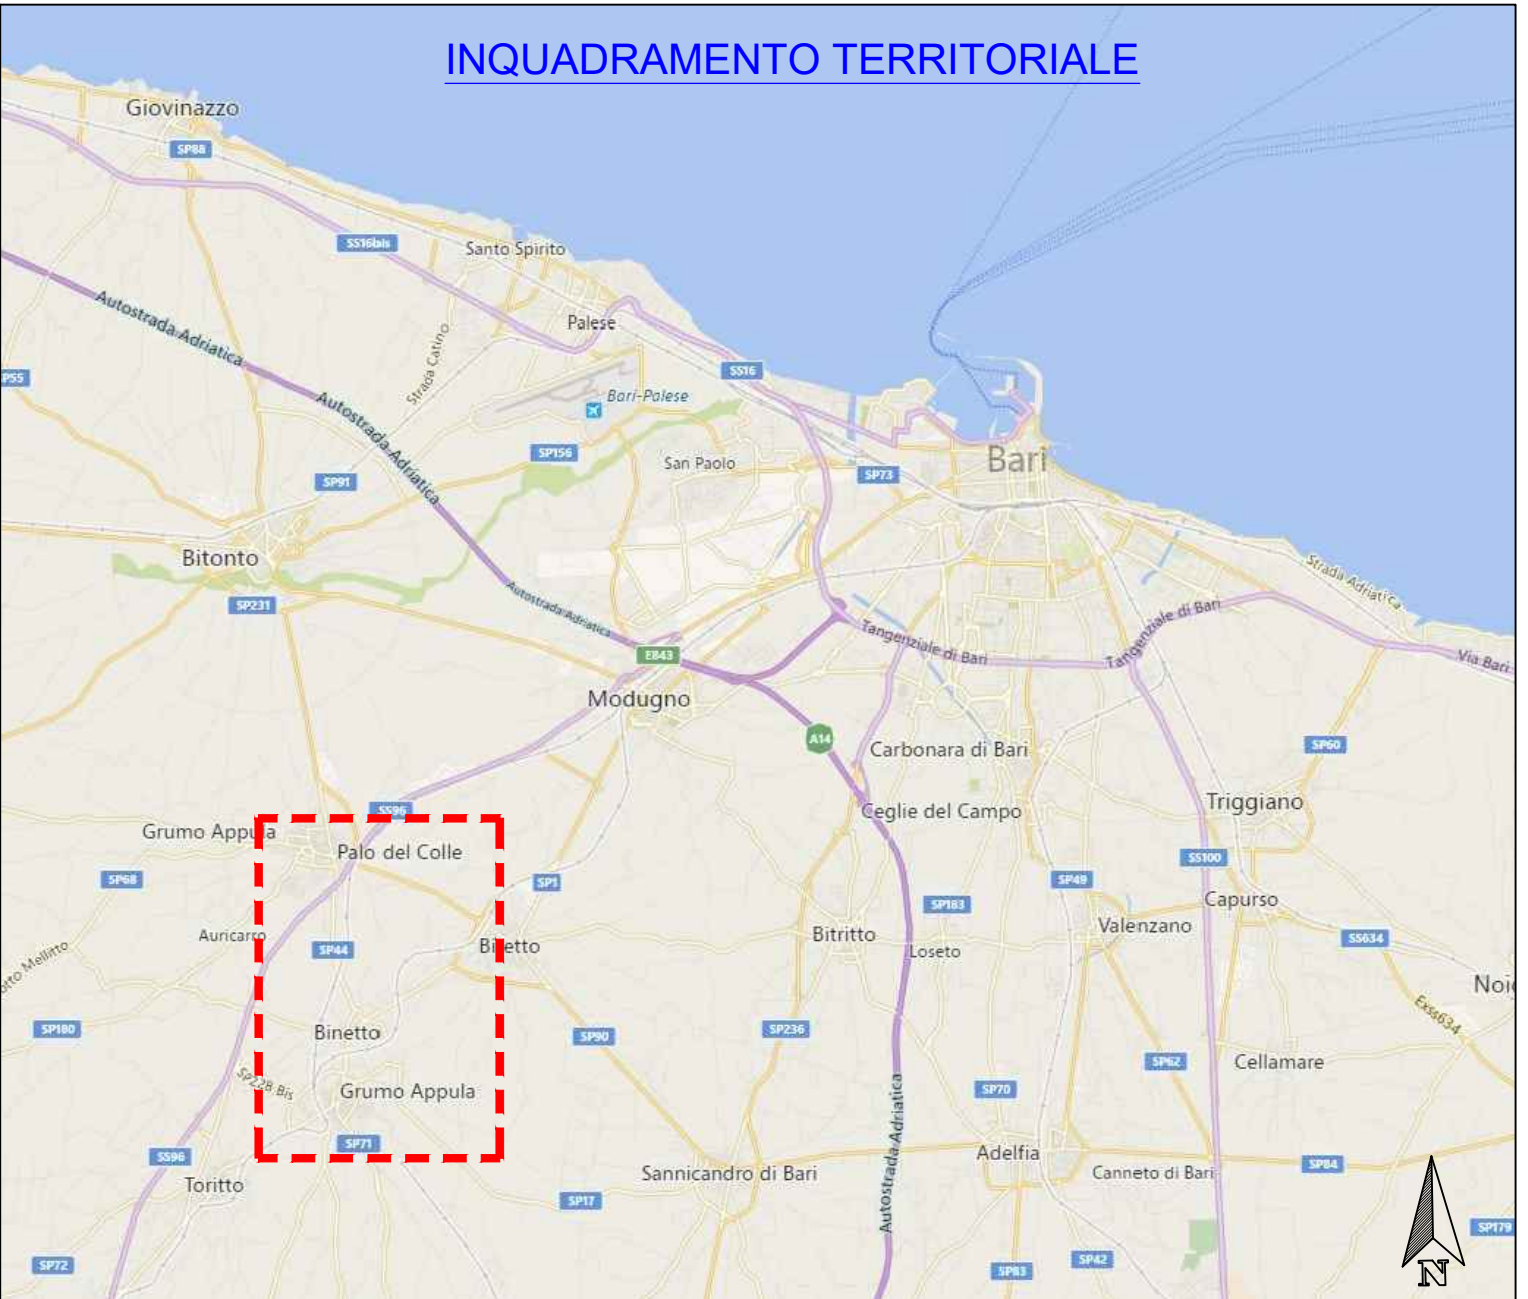 INQUADRAMENTO TERRITORIALE
Giovinazzo
SP88
SS16bis
Santo Spirito
Autostrada Adriatica
Palese
Strada Catino
SS16
SP55
Bari-Palese
Autostrada Adriatica
SP156
San Paolo
Bari
SP73
SP91
Bitonto
Strada Adriatica
Autostrada Adriatica
SP231
Tangenziale di Bari
Tangenziale di Bari
E843
Via Bari
Modugno
A14
Carbonara di Bari
SP60
SS96
Ceglie del Campo
Triggiano
Grumo Appula
Palo del Colle
SS100
SP68
SP1
SP49
SP183
Capurso
Auricarro
SP44
Bitetto
Bitritto
Loseto
Valenzano
SS634
otto Mellitto
Noi
Exss634
SP180
Binetto
SP90
SP236
SP62
Cellamare
SP228 Bis
Grumo Appula
SP70
Autostrada Adriatica
SP71
SS96
Adelfia
SP84
Toritto
Sannicandro di Bari
Canneto di Bari
SP17
SP179
SP72
SP83
SP42
N